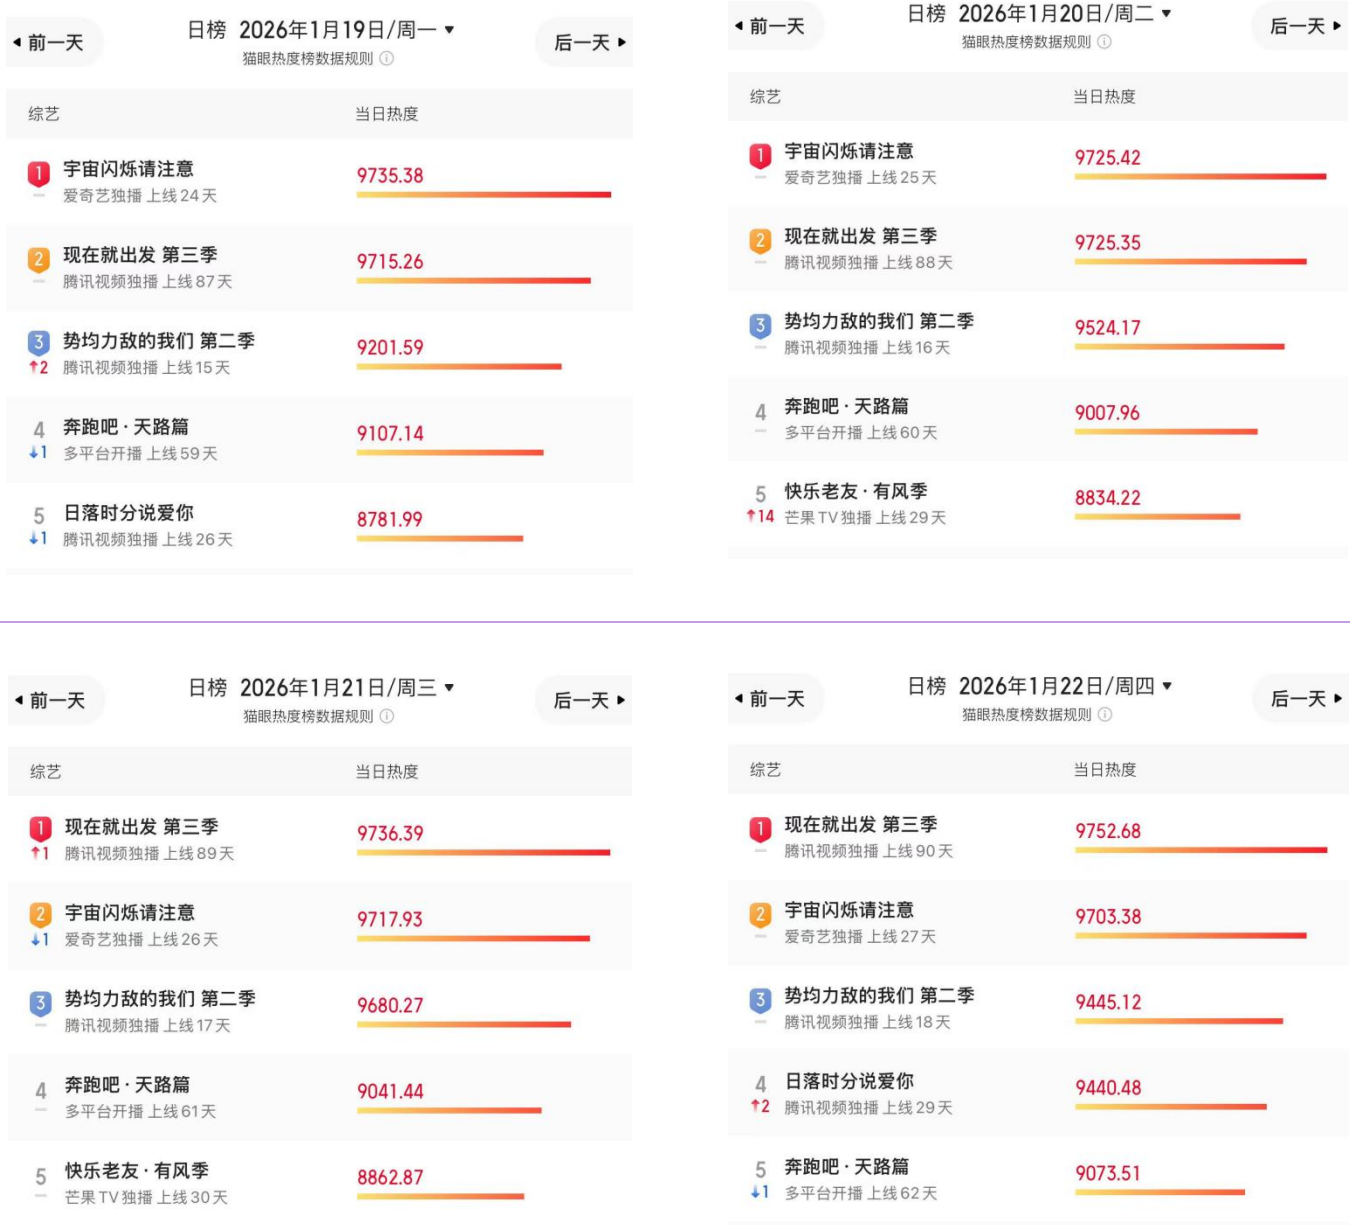 前一天
日榜 2026年1月19日/周一
后一天
猫眼热度榜数据规则
综艺 当日热度
1 宇宙闪烁请注意 9735.38
爱奇艺独播 上线24天
2 现在就出发 第三季 9715.26
腾讯视频独播 上线87天
3 势均力敌的我们 第二季 9201.59
↑2 腾讯视频独播 上线15天
4 奔跑吧·天路篇 9107.14
↓1 多平台开播 上线59天
5 日落时分说爱你 8781.99
↓1 腾讯视频独播 上线26天
前一天
日榜 2026年1月20日/周二
后一天
猫眼热度榜数据规则
综艺 当日热度
1 宇宙闪烁请注意 9725.42
爱奇艺独播 上线25天
2 现在就出发 第三季 9725.35
腾讯视频独播 上线88天
3 势均力敌的我们 第二季 9524.17
腾讯视频独播 上线16天
4 奔跑吧·天路篇 9007.96
多平台开播 上线60天
5 快乐老友·有风季 8834.22
↑14 芒果TV独播 上线29天
前一天
日榜 2026年1月21日/周三
后一天
猫眼热度榜数据规则
综艺 当日热度
1 现在就出发 第三季 9736.39
↑1 腾讯视频独播 上线89天
2 宇宙闪烁请注意 9717.93
↓1 爱奇艺独播 上线26天
3 势均力敌的我们 第二季 9680.27
腾讯视频独播 上线17天
4 奔跑吧·天路篇 9041.44
多平台开播 上线61天
5 快乐老友·有风季 8862.87
芒果TV独播 上线30天
前一天
日榜 2026年1月22日/周四
后一天
猫眼热度榜数据规则
综艺 当日热度
1 现在就出发 第三季 9752.68
腾讯视频独播 上线90天
2 宇宙闪烁请注意 9703.38
爱奇艺独播 上线27天
3 势均力敌的我们 第二季 9445.12
腾讯视频独播 上线18天
4 日落时分说爱你 9440.48
↑2 腾讯视频独播 上线29天
5 奔跑吧·天路篇 9073.51
↓1 多平台开播 上线62天